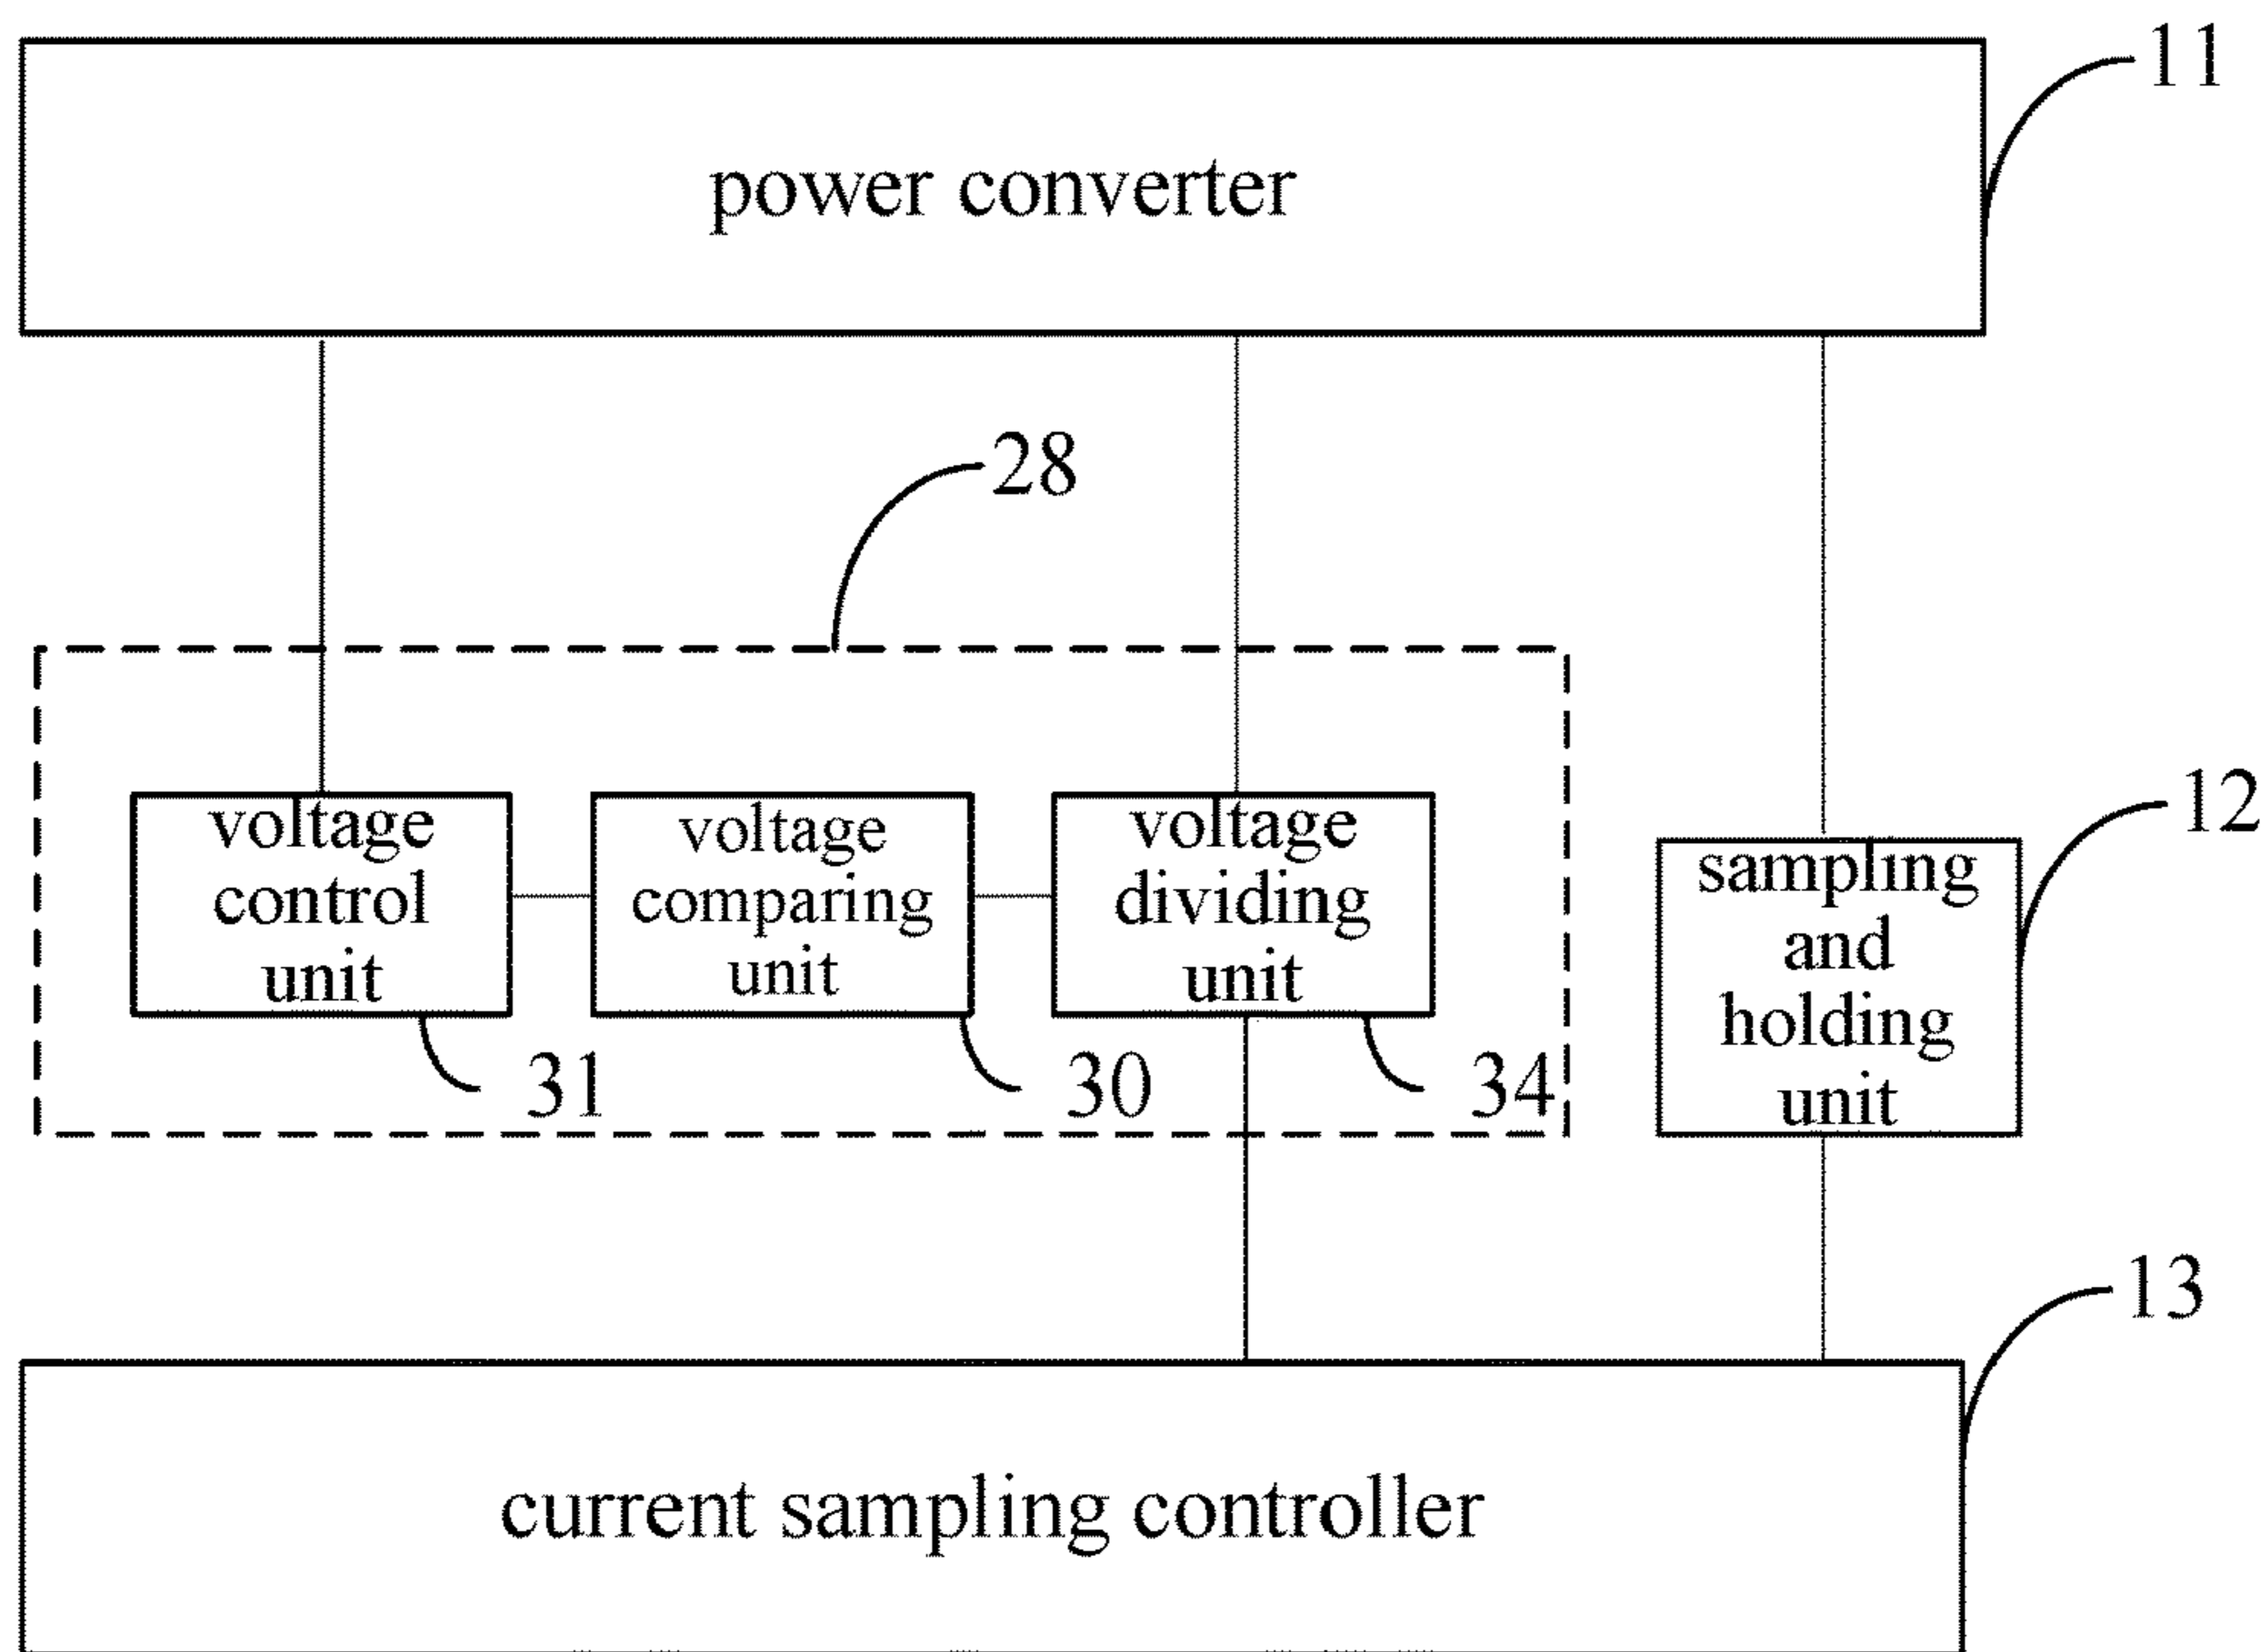 11
power converter
28
voltage
control
unit
voltage
comparing
unit
voltage
dividing
unit
sampling
and
holding
unit
12
31
30
34
13
current sampling controller